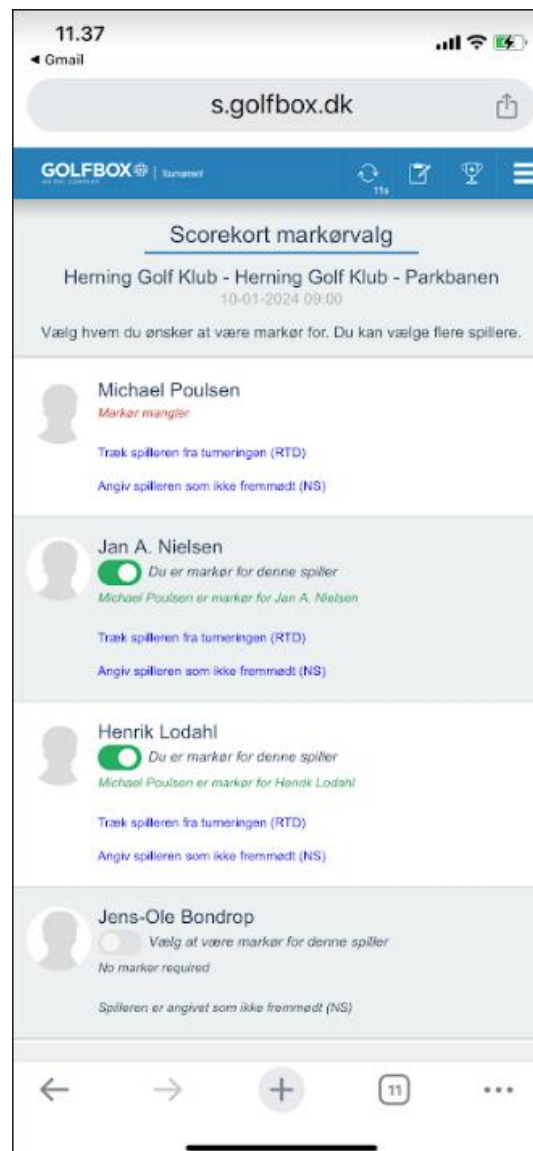 11.37
◀ Gmail
s.golfbox.dk
GOLFBOX | Tournament
11s
Scorekort markørvalg
Herning Golf Klub - Herning Golf Klub - Parkbanen
10-01-2024 09:00
Vælg hvem du ønsker at være markør for. Du kan vælge flere spillere.
Michael Poulsen
Markør mangler
Træk spilleren fra turneringen (RTD)
Angiv spilleren som ikke fremmødt (NS)
Jan A. Nielsen
Du er markør for denne spiller
Michael Poulsen er markør for Jan A. Nielsen
Træk spilleren fra turneringen (RTD)
Angiv spilleren som ikke fremmødt (NS)
Henrik Lodahl
Du er markør for denne spiller
Michael Poulsen er markør for Henrik Lodahl
Træk spilleren fra turneringen (RTD)
Angiv spilleren som ikke fremmødt (NS)
Jens-Ole Bondrop
Vælg at være markør for denne spiller
No marker required
Spilleren er angivet som ikke fremmødt (NS)
11